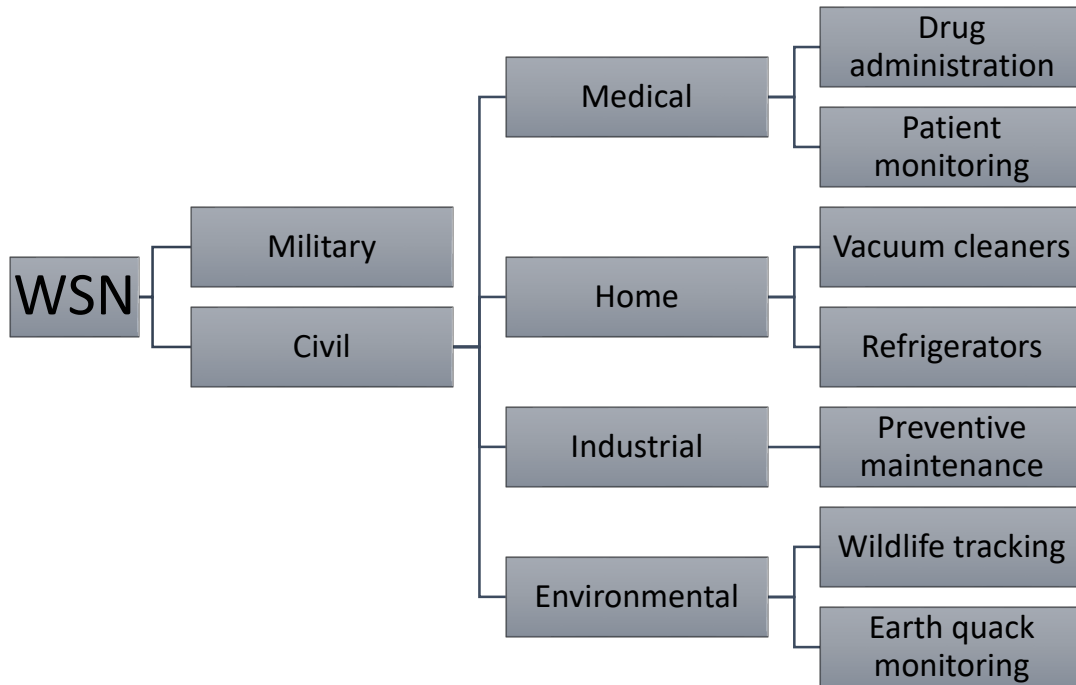 WSN
Military
Civil
Medical
Home
Industrial
Environmental
Drug
administration
Patient
monitoring
Vacuum cleaners
Refrigerators
Preventive
maintenance
Wildlife tracking
Earth quack
monitoring